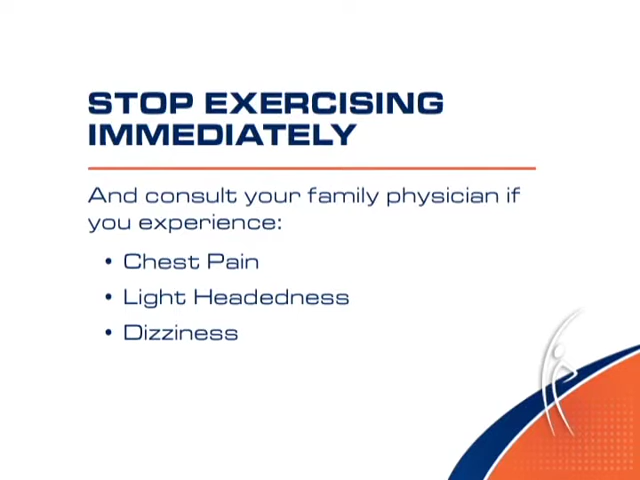 STOP EXERCISING
IMMEDIATELY
And consult your family physician if
you experience:
• Chest Pain
• Light Headedness
• Dizziness